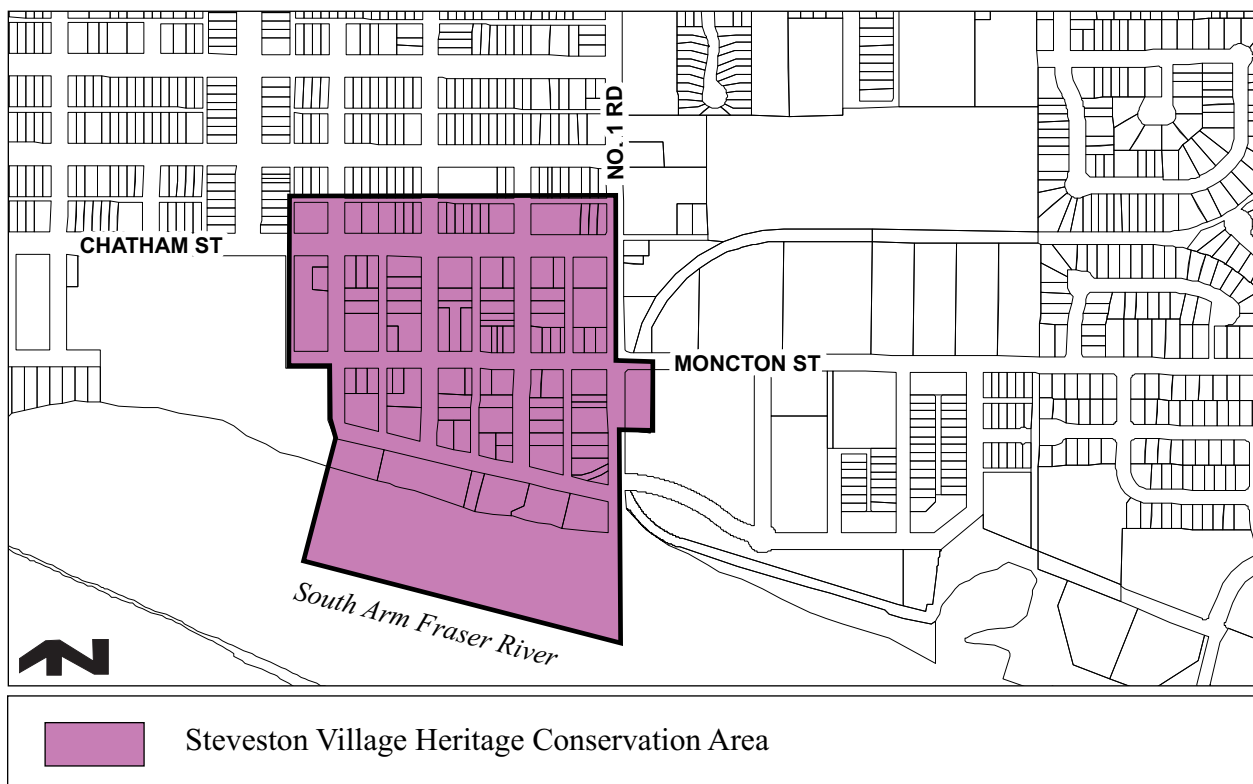 NO. 1 RD
CHATHAM ST
MONCTON ST
South Arm Fraser River
N
Steveston Village Heritage Conservation Area